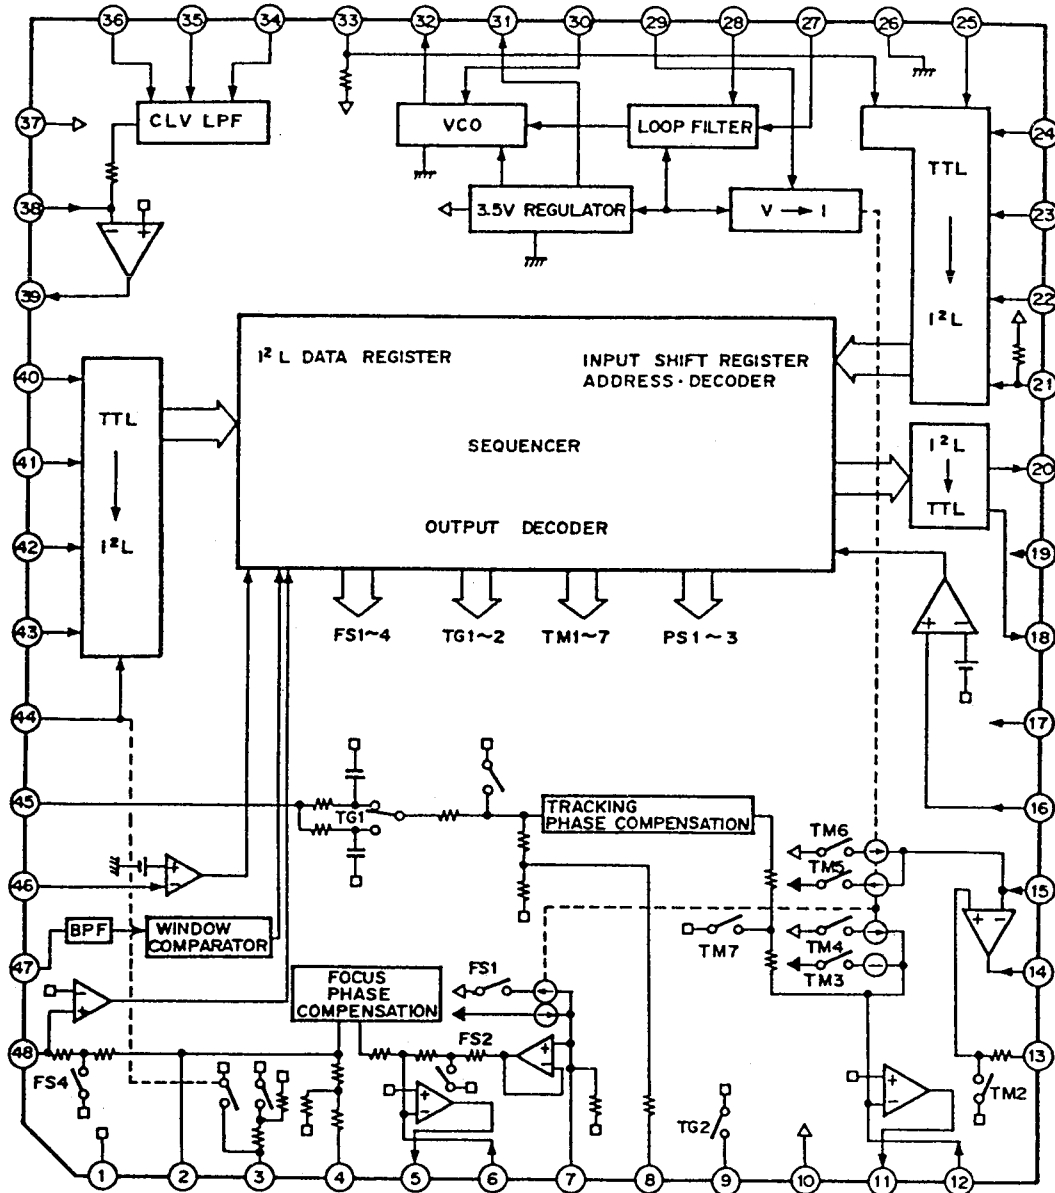 36 35 34 33 32 31 30 29 28 27 26 25
37
CLV LPF
VCO
LOOP FILTER
24
TTL
38
3.5V REGULATOR
V → I
23
− +
39
22
I²L
I²L DATA REGISTER
INPUT SHIFT REGISTER
ADDRESS · DECODER
40
21
TTL
SEQUENCER
I²L
20
41
TTL
OUTPUT DECODER
42
I²L
19
43
FS1~4
TG1~2
TM1~7
PS1~3
+ −
18
44
17
45
TG1
TRACKING
PHASE COMPENSATION
16
TM6
46
+
−
TM5
15
BPF
WINDOW
COMPARATOR
TM7
TM4
+ −
47
TM3
14
FOCUS
PHASE
COMPENSATION
FS1
−
+
48
FS4
FS2
+
−
13
TM2
+
−
TG2
+
−
1 2 3 4 5 6 7 8 9 10 11 12